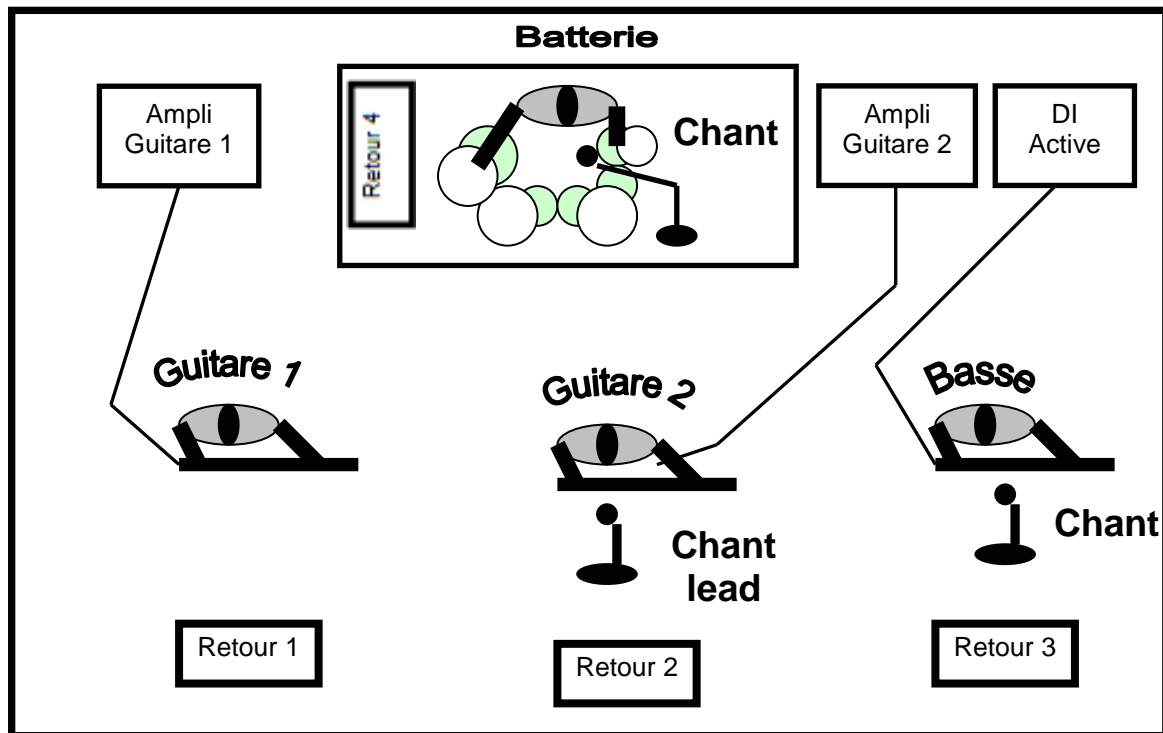 Batterie
Ampli
Guitare 1
Retour 4
Chant
Ampli
Guitare 2
DI
Active
Guitare 1
Guitare 2
Basse
Chant
lead
Chant
Retour 1
Retour 2
Retour 3